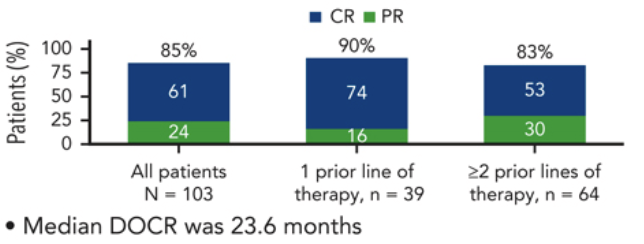 CR PR
Patients (%)
100
75
50
25
0
85%
90%
83%
61
74
53
24
16
30
All patients
N = 103
1 prior line of
therapy, n = 39
≥2 prior lines of
therapy, n = 64
• Median DOCR was 23.6 months